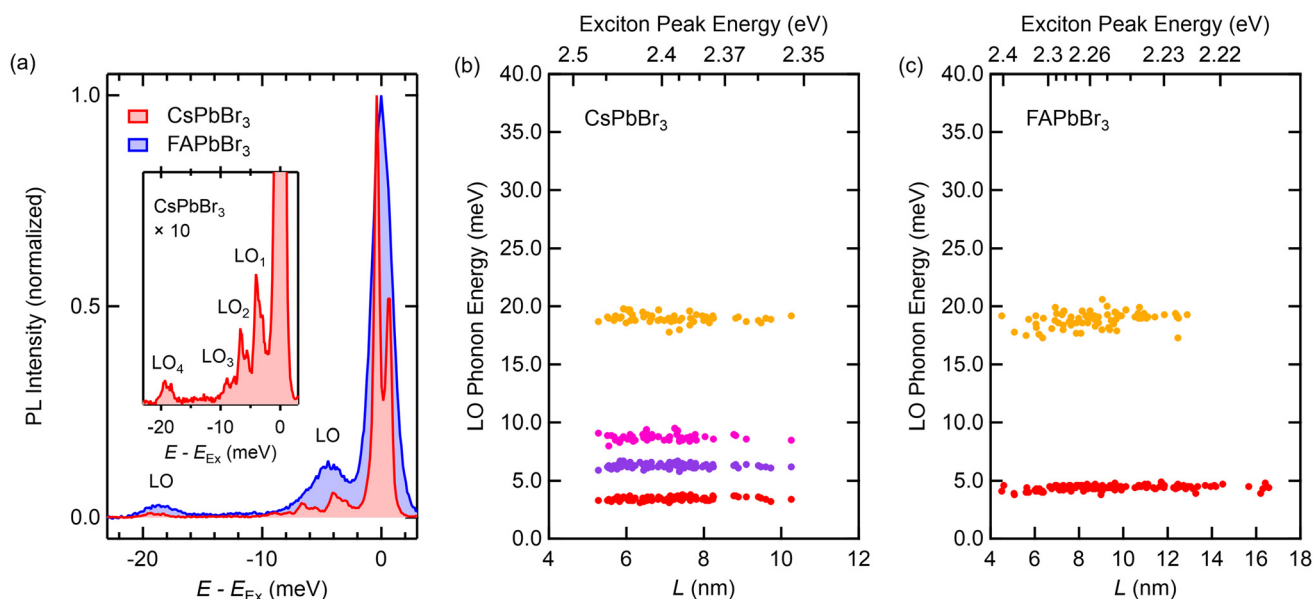 (a)
PL Intensity (normalized)
1.0
0.5
0.0
CsPbBr3
FAPbBr3
CsPbBr3
× 10
LO1
LO2
LO3
LO4
-20 -10 0
E - EEx (meV)
LO
LO
-20 -10 0
E - EEx (meV)
Exciton Peak Energy (eV)
2.5 2.4 2.37 2.35
(b)
CsPbBr3
LO Phonon Energy (meV)
40.0
35.0
30.0
25.0
20.0
15.0
10.0
5.0
0.0
4 6 8 10 12
L (nm)
Exciton Peak Energy (eV)
2.4 2.3 2.26 2.23 2.22
(c)
FAPbBr3
LO Phonon Energy (meV)
40.0
35.0
30.0
25.0
20.0
15.0
10.0
5.0
0.0
4 6 8 10 12 14 16 18
L (nm)